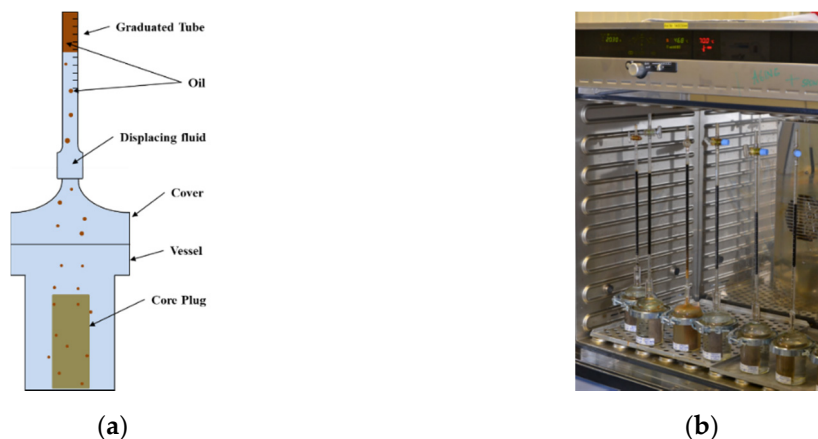 Graduated Tube
Oil
Displacing fluid
Cover
Vessel
Core Plug
(a)
(b)